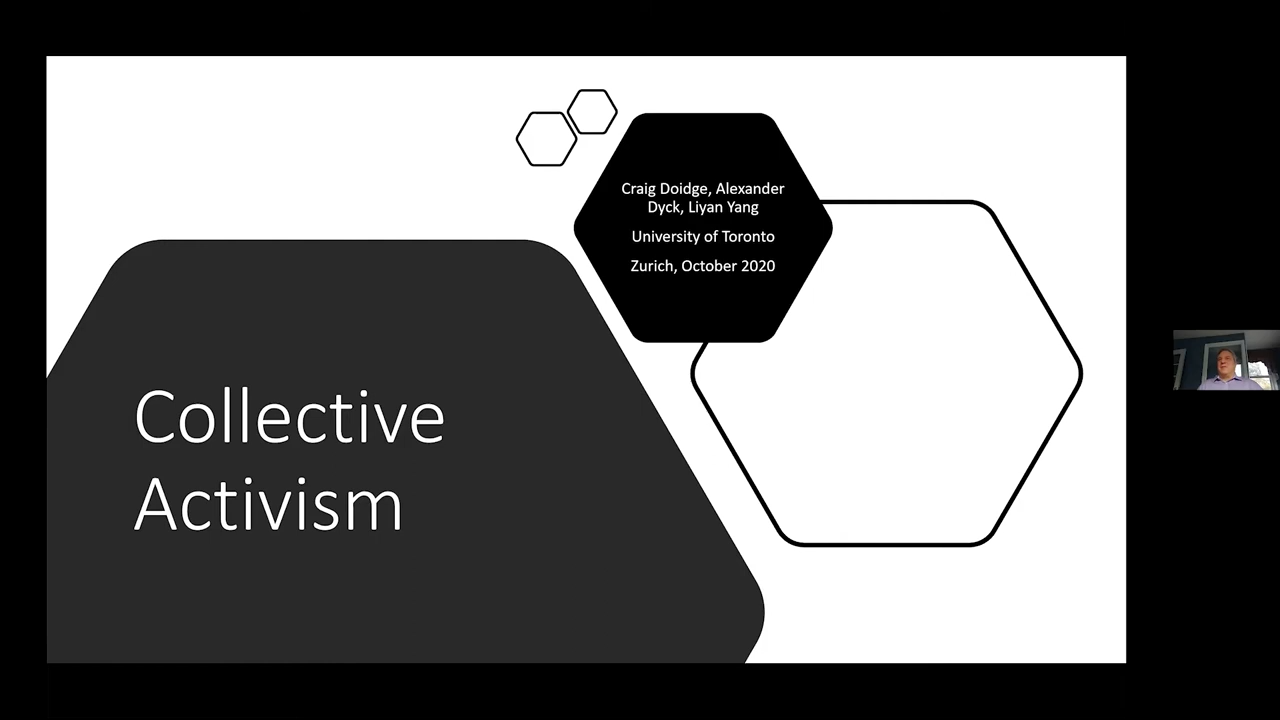 Craig Doidge, Alexander
Dyck, Liyan Yang
University of Toronto
Zurich, October 2020
Collective
Activism